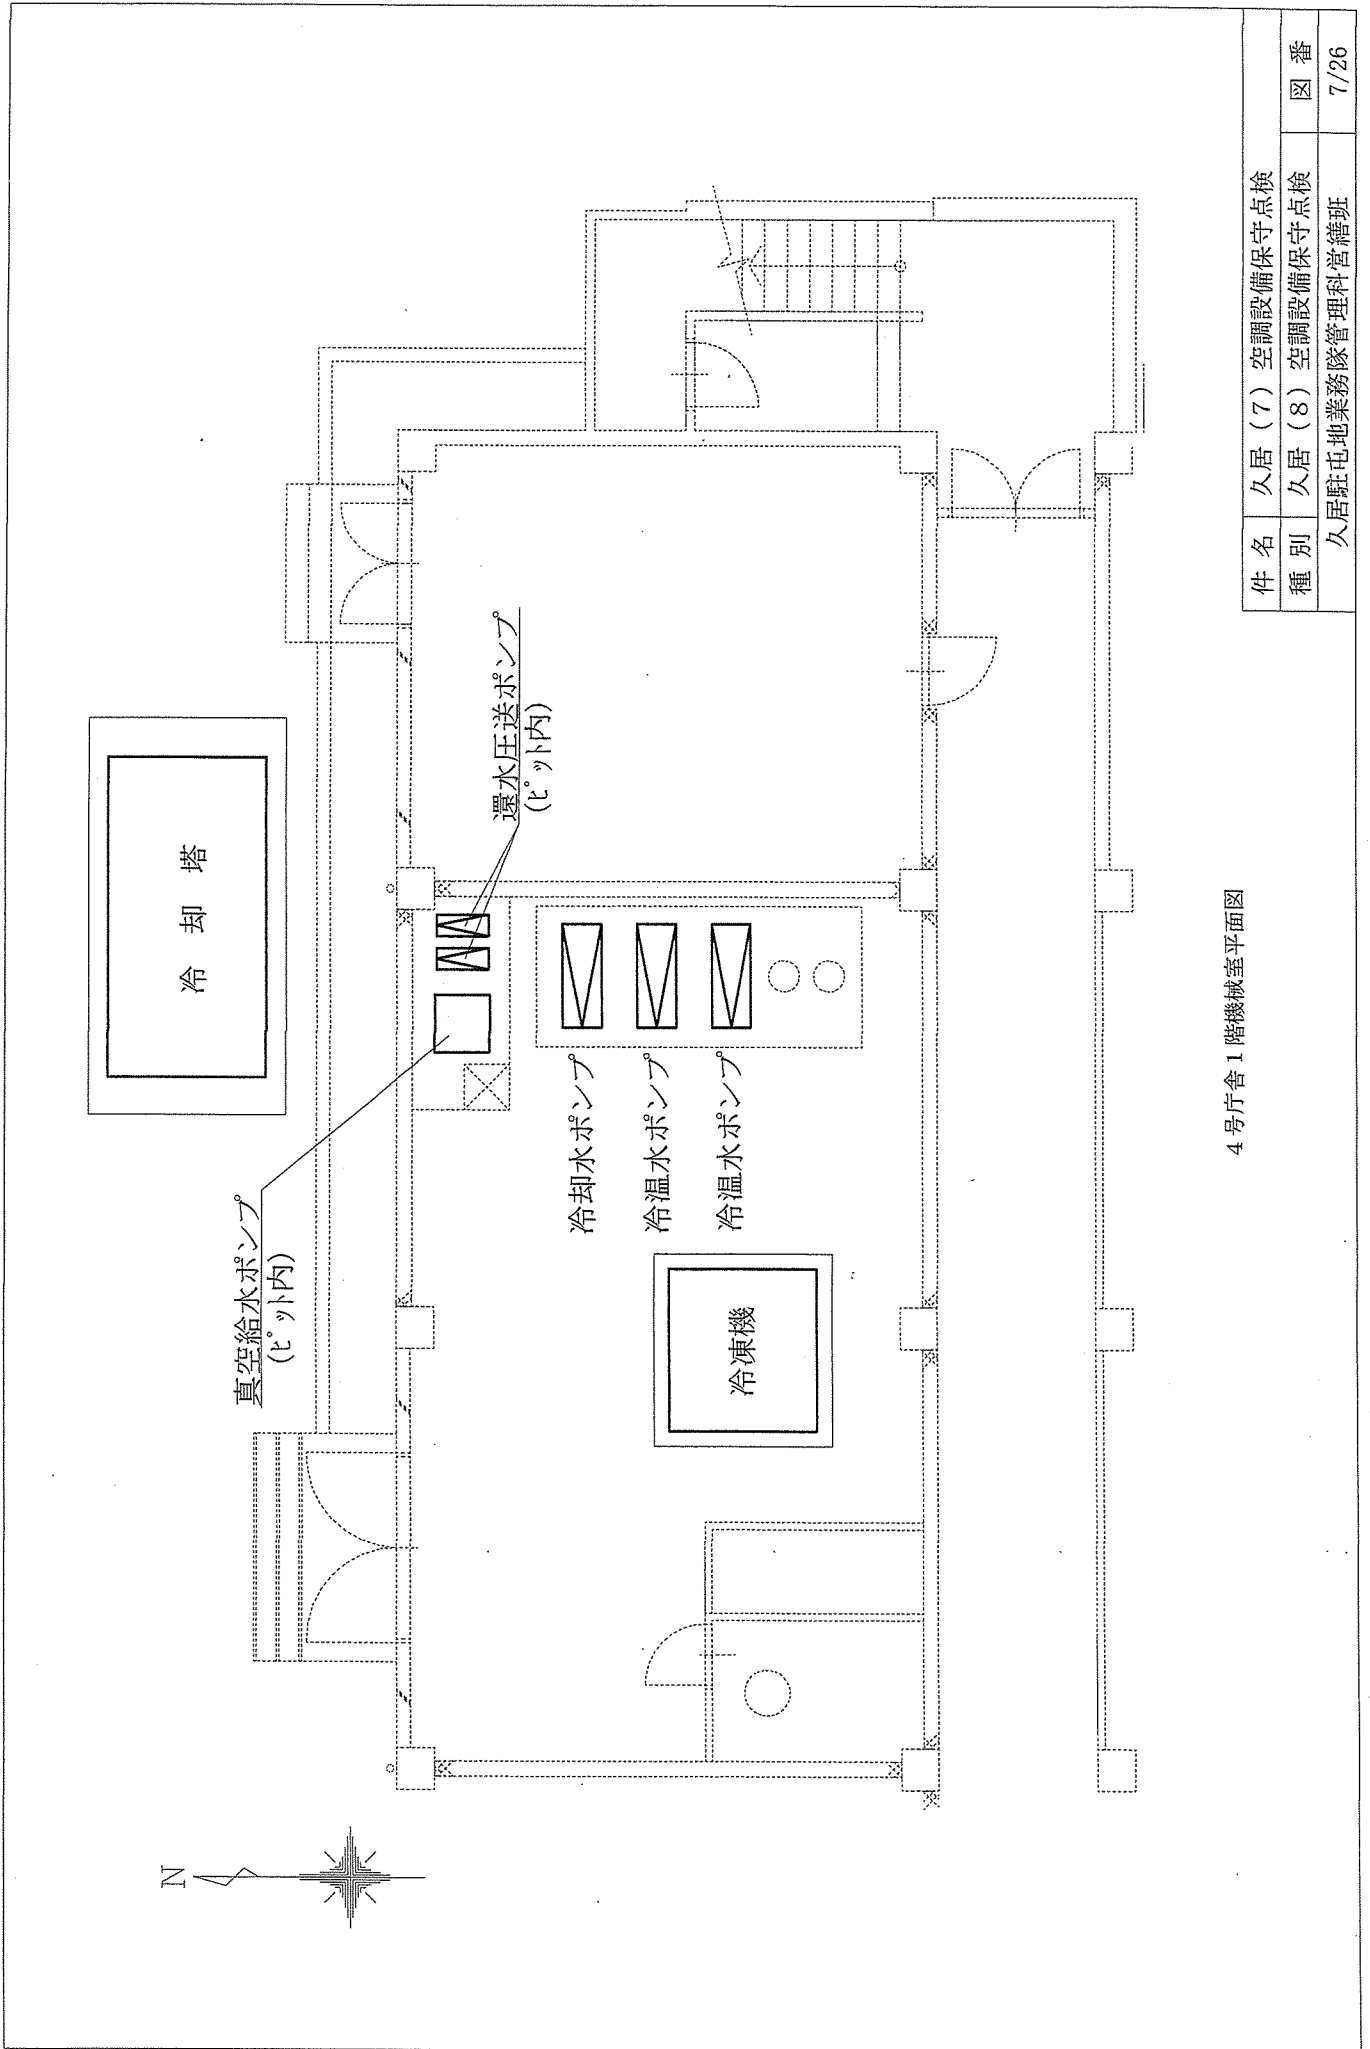 N
冷却塔
真空給水ポンプ
(ピット内)
還水圧送ポンプ
(ピット内)
冷却水ポンプ
冷温水ポンプ
冷温水ポンプ
冷凍機
4号庁舎1階機械室平面図
件名 久居(7)空調設備保守点検
種別 久居(8)空調設備保守点検 図番
久居駐屯地業務隊管理科営繕班 7/26